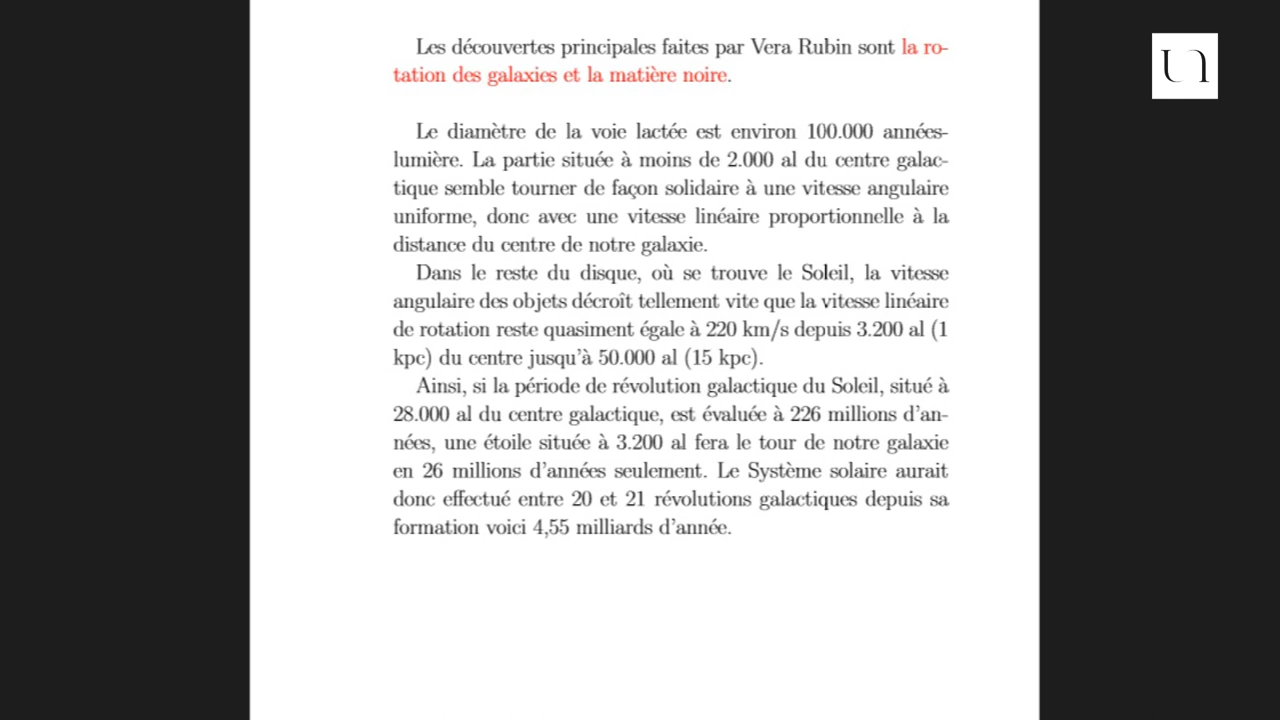 Les découvertes principales faites par Vera Rubin sont la ro-
tation des galaxies et la matière noire.
Le diamètre de la voie lactée est environ 100.000 années-
lumière. La partie située à moins de 2.000 al du centre galac-
tique semble tourner de façon solidaire à une vitesse angulaire
uniforme, donc avec une vitesse linéaire proportionnelle à la
distance du centre de notre galaxie.
Dans le reste du disque, où se trouve le Soleil, la vitesse
angulaire des objets décroît tellement vite que la vitesse linéaire
de rotation reste quasiment égale à 220 km/s depuis 3.200 al (1
kpc) du centre jusqu'à 50.000 al (15 kpc).
Ainsi, si la période de révolution galactique du Soleil, situé à
28.000 al du centre galactique, est évaluée à 226 millions d'an-
nées, une étoile située à 3.200 al fera le tour de notre galaxie
en 26 millions d'années seulement. Le Système solaire aurait
donc effectué entre 20 et 21 révolutions galactiques depuis sa
formation voici 4,55 milliards d'année.